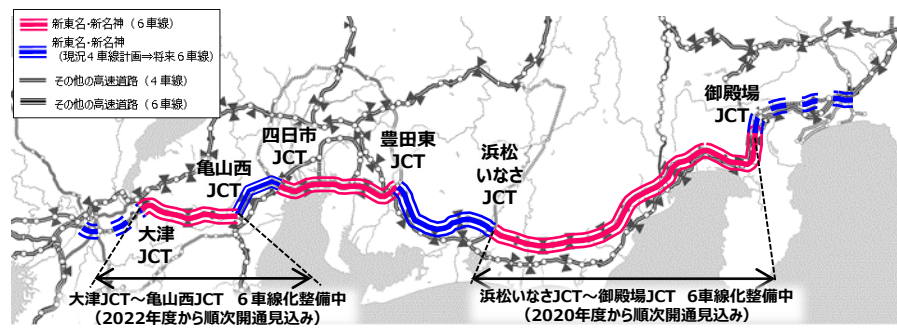 新東名・新名神（６車線）
新東名・新名神
（現況４車線計画⇒将来６車線）
その他の高速道路（４車線）
その他の高速道路（６車線）
御殿場
JCT
四日市
JCT
豊田東
JCT
亀山西
JCT
浜松
いなさ
JCT
大津
JCT
大津JCT～亀山西JCT　６車線化整備中
（2022年度から順次開通見込み）
浜松いなさJCT～御殿場JCT　6車線化整備中
（2020年度から順次開通見込み）